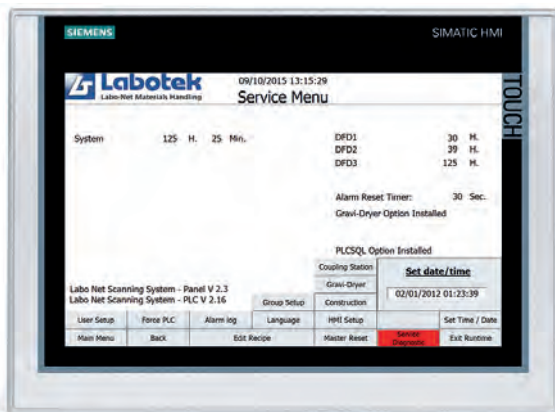 SIEMENS
SIMATIC HMI
TOUCH
Labotek
Labo-Net Materials Handling
09/10/2015 13:15:29
Service Menu
System 125 H. 25 Min.
DFD1 30 H.
DFD2 39 H.
DFD3 125 H.
Alarm Reset Timer: 30 Sec.
Gravi-Dryer Option Installed
PLCSQL Option Installed
Coupling Station
Set date/time
Gravi-Dryer
02/01/2012 01:23:39
Labo Net Scanning System - Panel V 2.3
Labo Net Scanning System - PLC V 2.16
Group Setup
Construction
User Setup
Force PLC
Alarm log
Language
HMI Setup
Set Time / Date
Main Menu
Back
Edit Recipe
Master Reset
Service
Diagnostic
Exit Runtime